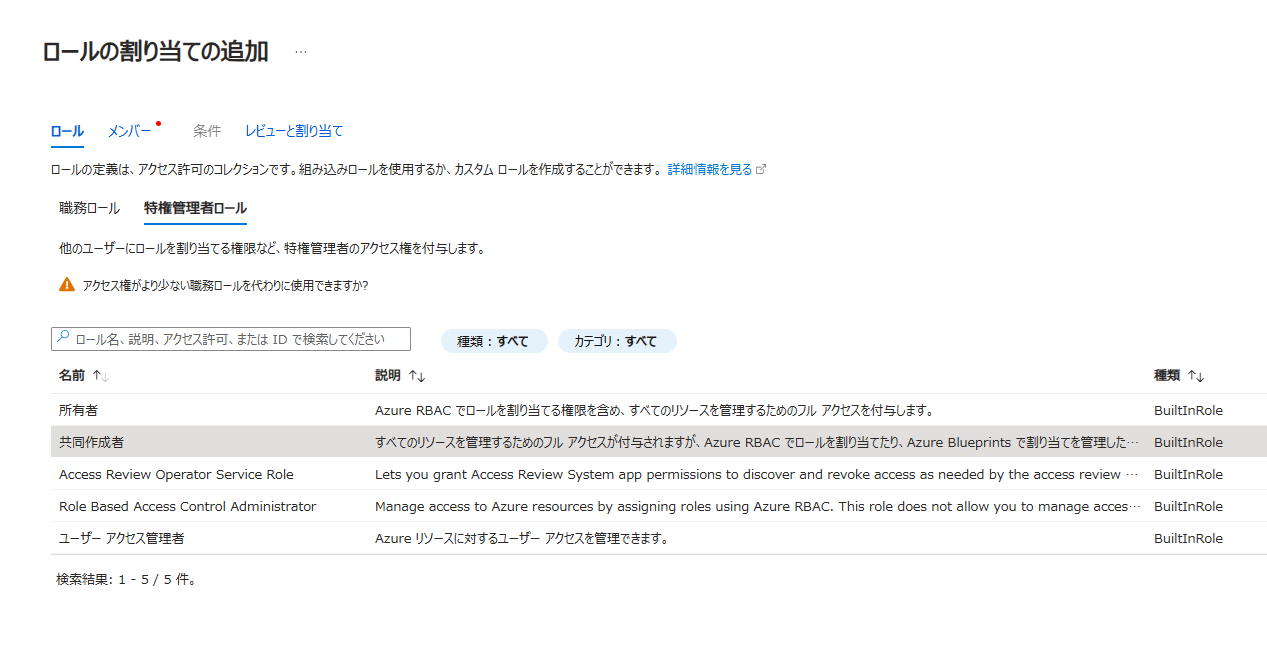 ロールの割り当ての追加 …
ロール メンバー 条件 レビューと割り当て
ロールの定義は、アクセス許可のコレクションです。組み込みロールを使用するか、カスタム ロールを作成することができます。 詳細情報を見る
職務ロール 特権管理者ロール
他のユーザーにロールを割り当てる権限など、特権管理者のアクセス権を付与します。
アクセス権がより少ない職務ロールを代わりに使用できますか?
ロール名、説明、アクセス許可、または ID で検索してください 種類 : すべて カテゴリ : すべて
名前 ↑↓ 説明 ↑↓ 種類 ↑↓
所有者 Azure RBAC でロールを割り当てる権限を含め、すべてのリソースを管理するためのフル アクセスを付与します。 BuiltInRole
共同作成者 すべてのリソースを管理するためのフル アクセスが付与されますが、Azure RBAC でロールを割り当てたり、Azure Blueprints で割り当てを管理した… BuiltInRole
Access Review Operator Service Role Lets you grant Access Review System app permissions to discover and revoke access as needed by the access review … BuiltInRole
Role Based Access Control Administrator Manage access to Azure resources by assigning roles using Azure RBAC. This role does not allow you to manage acces… BuiltInRole
ユーザー アクセス管理者 Azure リソースに対するユーザー アクセスを管理できます。 BuiltInRole
検索結果: 1 - 5 / 5 件。